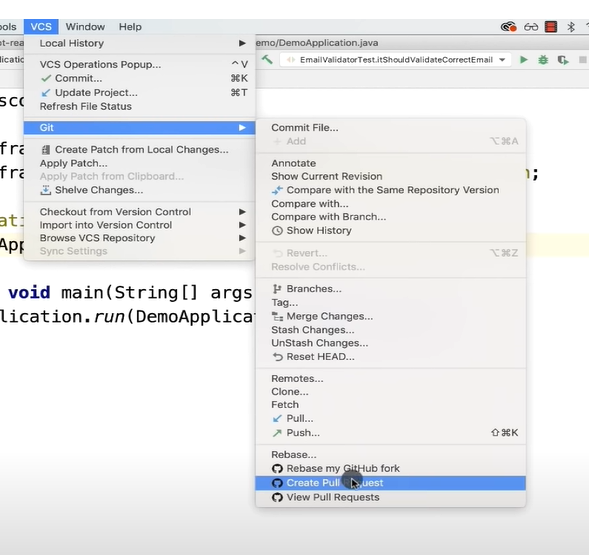 ools VCS Window Help
Local History
emo/DemoApplication.java
VCS Operations Popup... ^V
Commit... ⌘K
Update Project... ⌘T
Refresh File Status
EmailValidatorTest.itShouldValidateCorrectEmail
Git
Create Patch from Local Changes...
Apply Patch...
Apply Patch from Clipboard...
Shelve Changes...
Checkout from Version Control
Import into Version Control
Browse VCS Repository
Sync Settings
Commit File...
Add ⌥⌘A
Annotate
Show Current Revision
Compare with the Same Repository Version
Compare with...
Compare with Branch...
Show History
Revert... ⌥⌘Z
Resolve Conflicts...
Branches...
Tag...
Merge Changes...
Stash Changes...
UnStash Changes...
Reset HEAD...
Remotes...
Clone...
Fetch
Pull...
Push... ⇧⌘K
Rebase...
Rebase my GitHub fork
Create Pull Request
View Pull Requests
sco
fra
fra n;
ati
App
void main(String[] args
lication.run(DemoApplicat